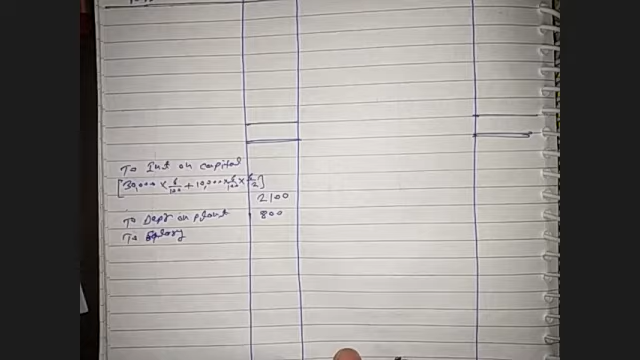 To Int on capital
[30,000 × 6/100 + 10,000 × 6/100 × 6/12]
2100
To Depr on plant
800
To Salary